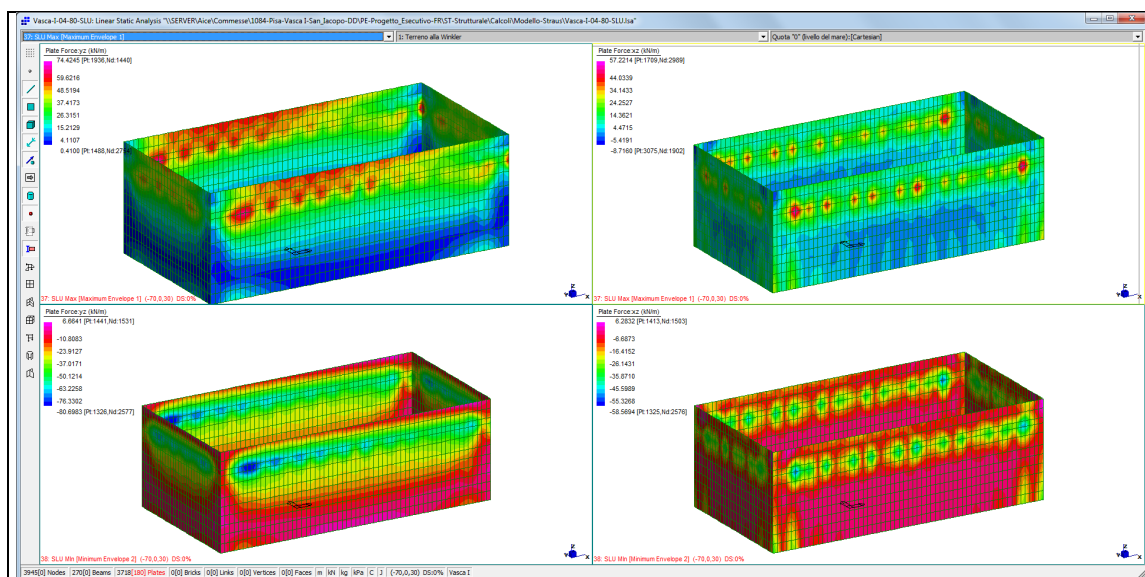 Vasca-I-04-80-SLU: Linear Static Analysis "\\SERVER\Aice\Commesse\1084-Pisa-Vasca I-San_Iacopo-DD\PE-Progetto_Esecutivo-FR\ST-Strutturale\Calcoli\Modello-Straus\Vasca-I-04-80-SLU.lsa"
37: SLU Max [Maximum Envelope 1]
1: Terreno alla Winkler
Quota "0" (livello del mare):[Cartesian]
Plate Force:yz (kN/m)
74.4245 [Pt:1936,Nd:1440]
59.6216
48.5194
37.4173
26.3151
15.2129
4.1107
0.4100 [Pt:1488,Nd:
37: SLU Max [Maximum Envelope 1] (-70,0,30) DS:0%
Z
Y
X
Plate Force:xz (kN/m)
57.2214 [Pt:1709,Nd:2989]
44.0339
34.1433
24.2527
14.3621
4.4715
-5.4191
-8.7160 [Pt:3075,Nd:1902]
37: SLU Max [Maximum Envelope 1] (-70,0,30) DS:0%
Z
Y
X
Plate Force:yz (kN/m)
6.6641 [Pt:1441,Nd:1531]
-10.8083
-23.9127
-37.0171
-50.1214
-63.2258
-76.3302
-80.6983 [Pt:1326,Nd:2577]
38: SLU Min [Minimum Envelope 2] (-70,0,30) DS:0%
Z
Y
X
Plate Force:xz (kN/m)
6.2832 [Pt:1413,Nd:1503]
-6.6873
-16.4152
-26.1431
-35.8710
-45.5989
-55.3268
-58.5694 [Pt:1325,Nd:2576]
38: SLU Min [Minimum Envelope 2] (-70,0,30) DS:0%
Z
Y
X
3945[0] Nodes 270[0] Beams 3718[180] Plates 0[0] Bricks 0[0] Links 0[0] Vertices 0[0] Faces m kN kg kPa C J (-70,0,30) DS:0% Vasca I